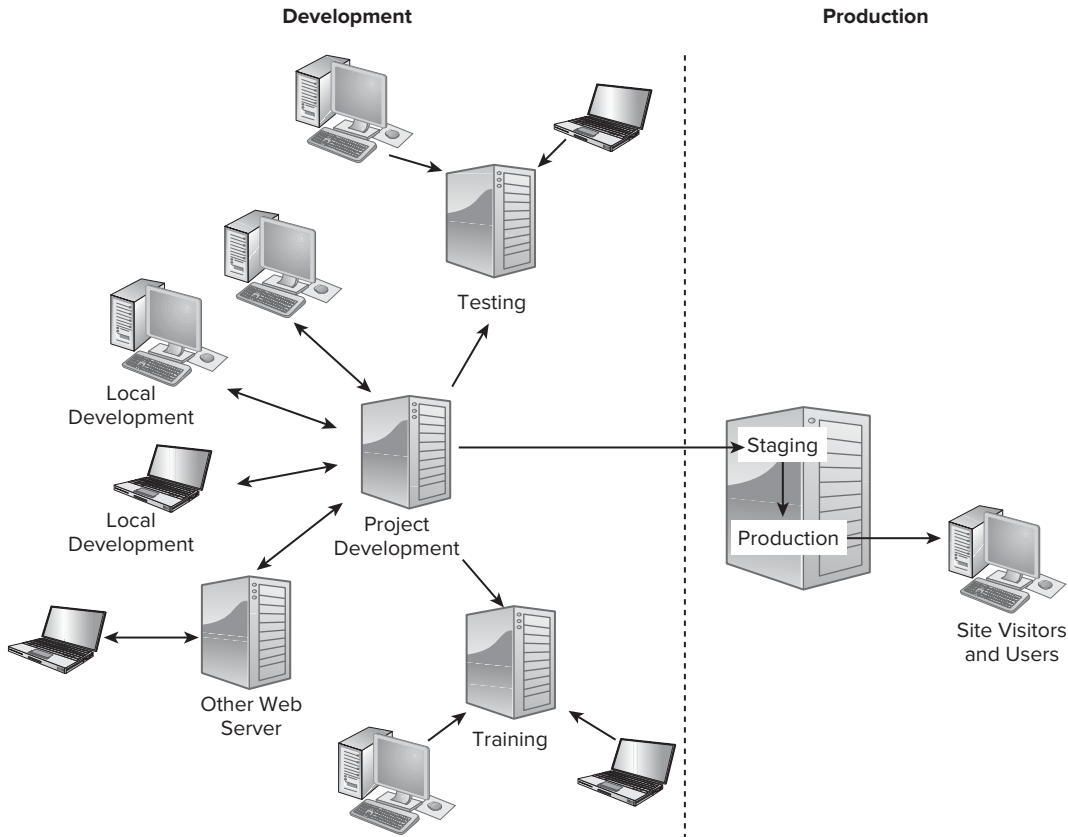 Development
Production
Testing
Local
Development
Local
Development
Project
Development
Staging
Production
Site Visitors
and Users
Other Web
Server
Training